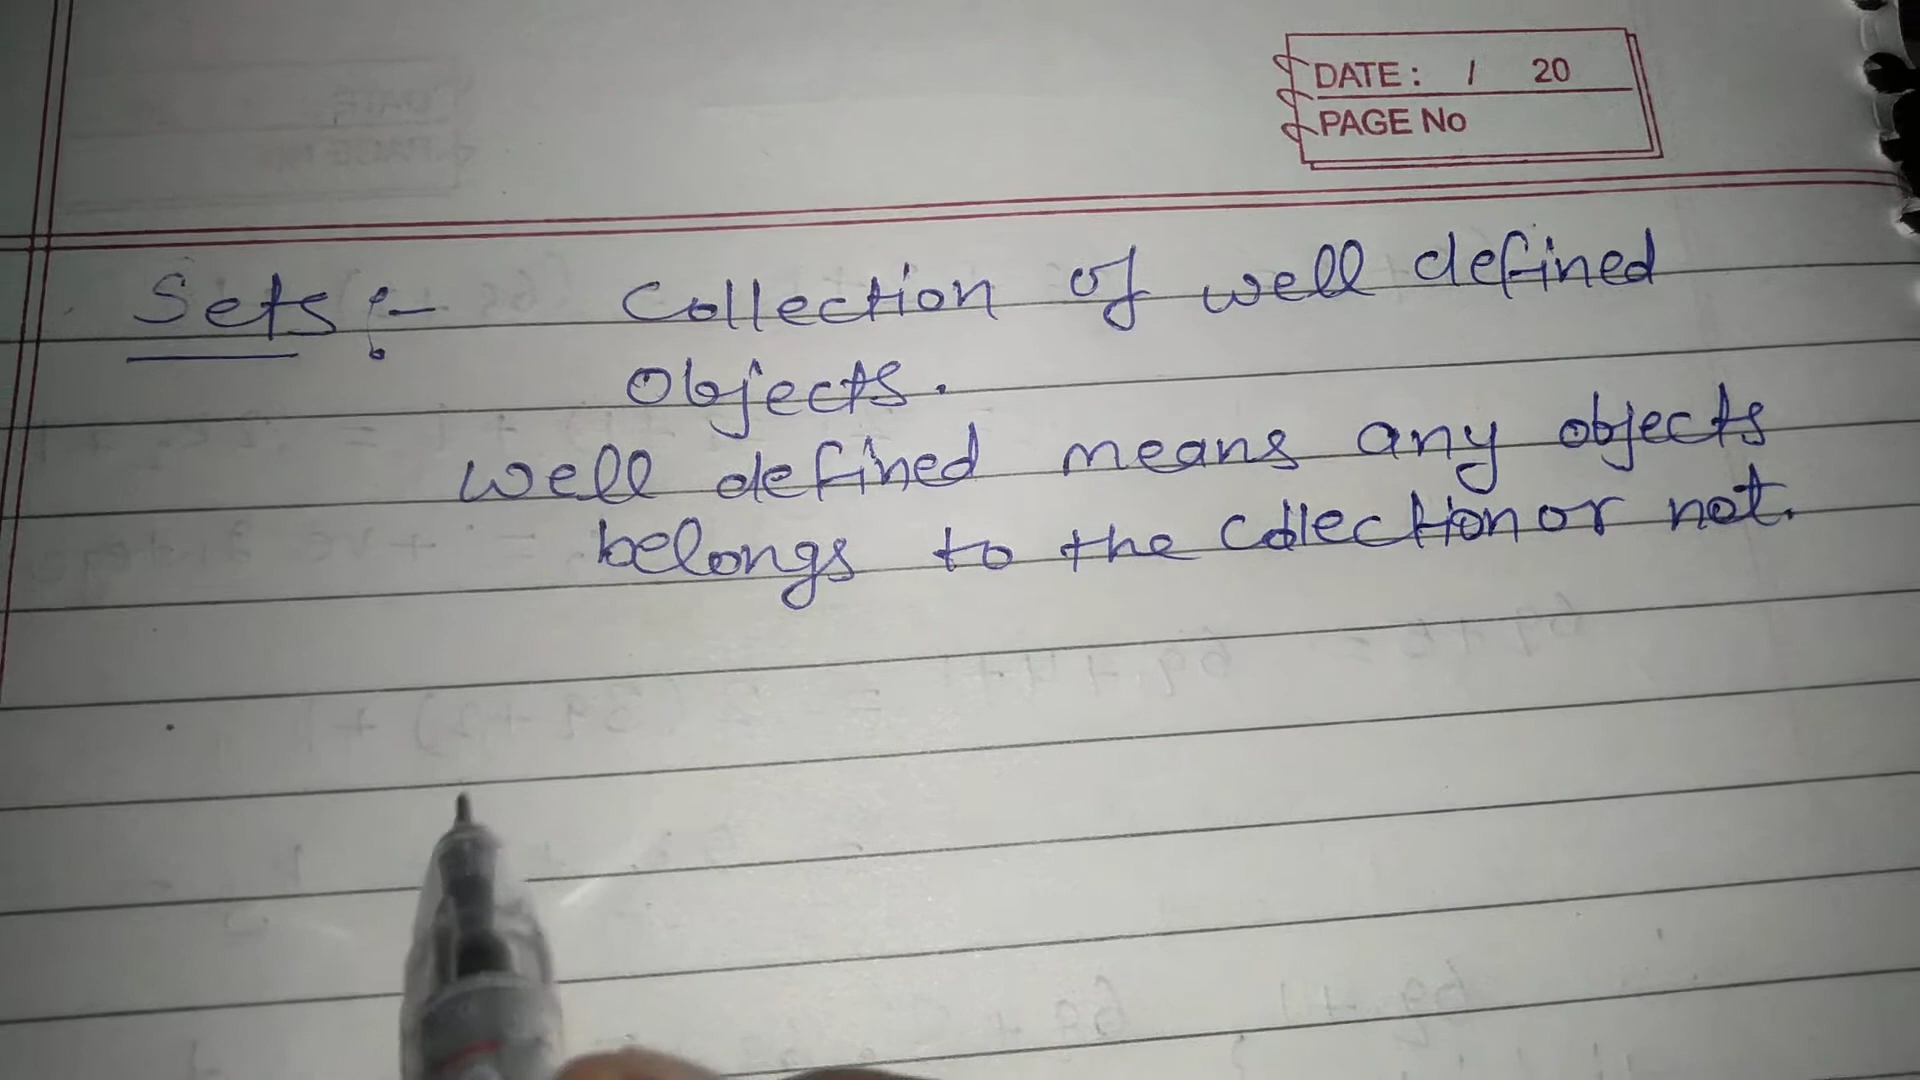 DATE: / 20
PAGE No
Sets :- Collection of well defined
objects.
well defined means any objects
belongs to the collection or not.